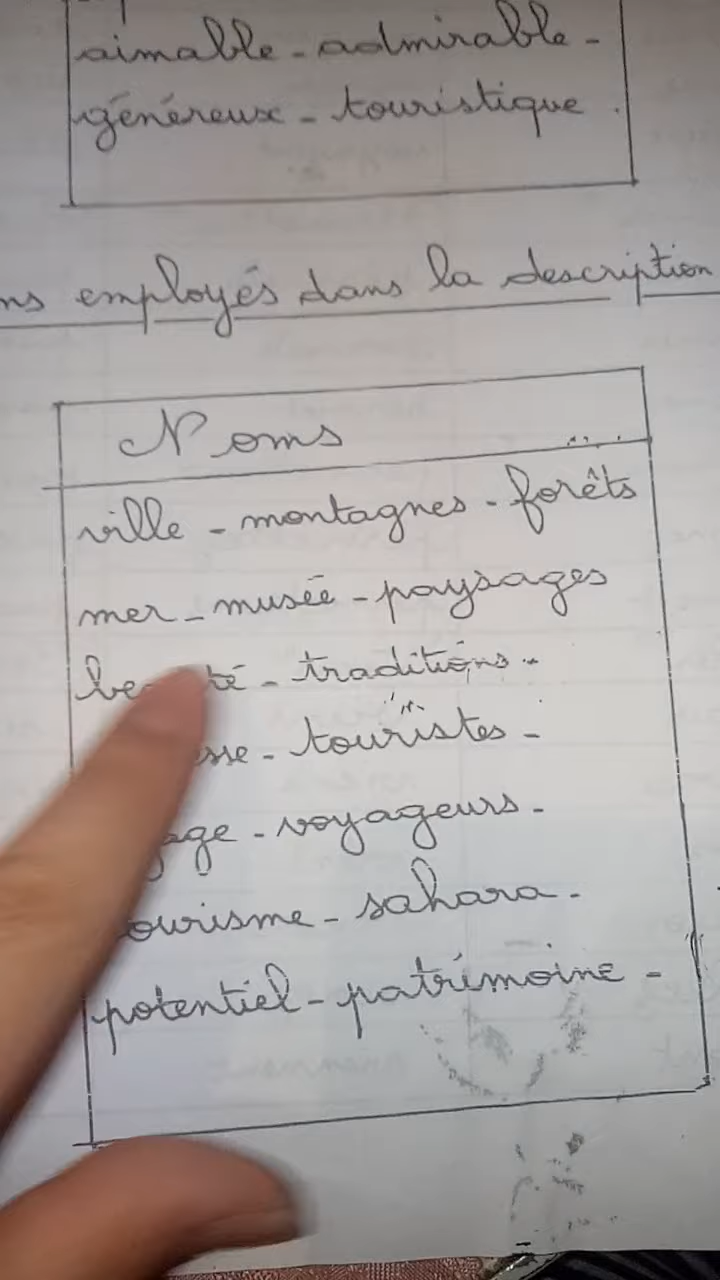 aimable - admirable -
généreux - touristique .
employés dans la description
Noms ....
ville - montagnes - forêts
mer - musée - paysages
traditions -
- touristes -
- voyageurs -
tourisme - sahara -
potentiel - patrimoine -